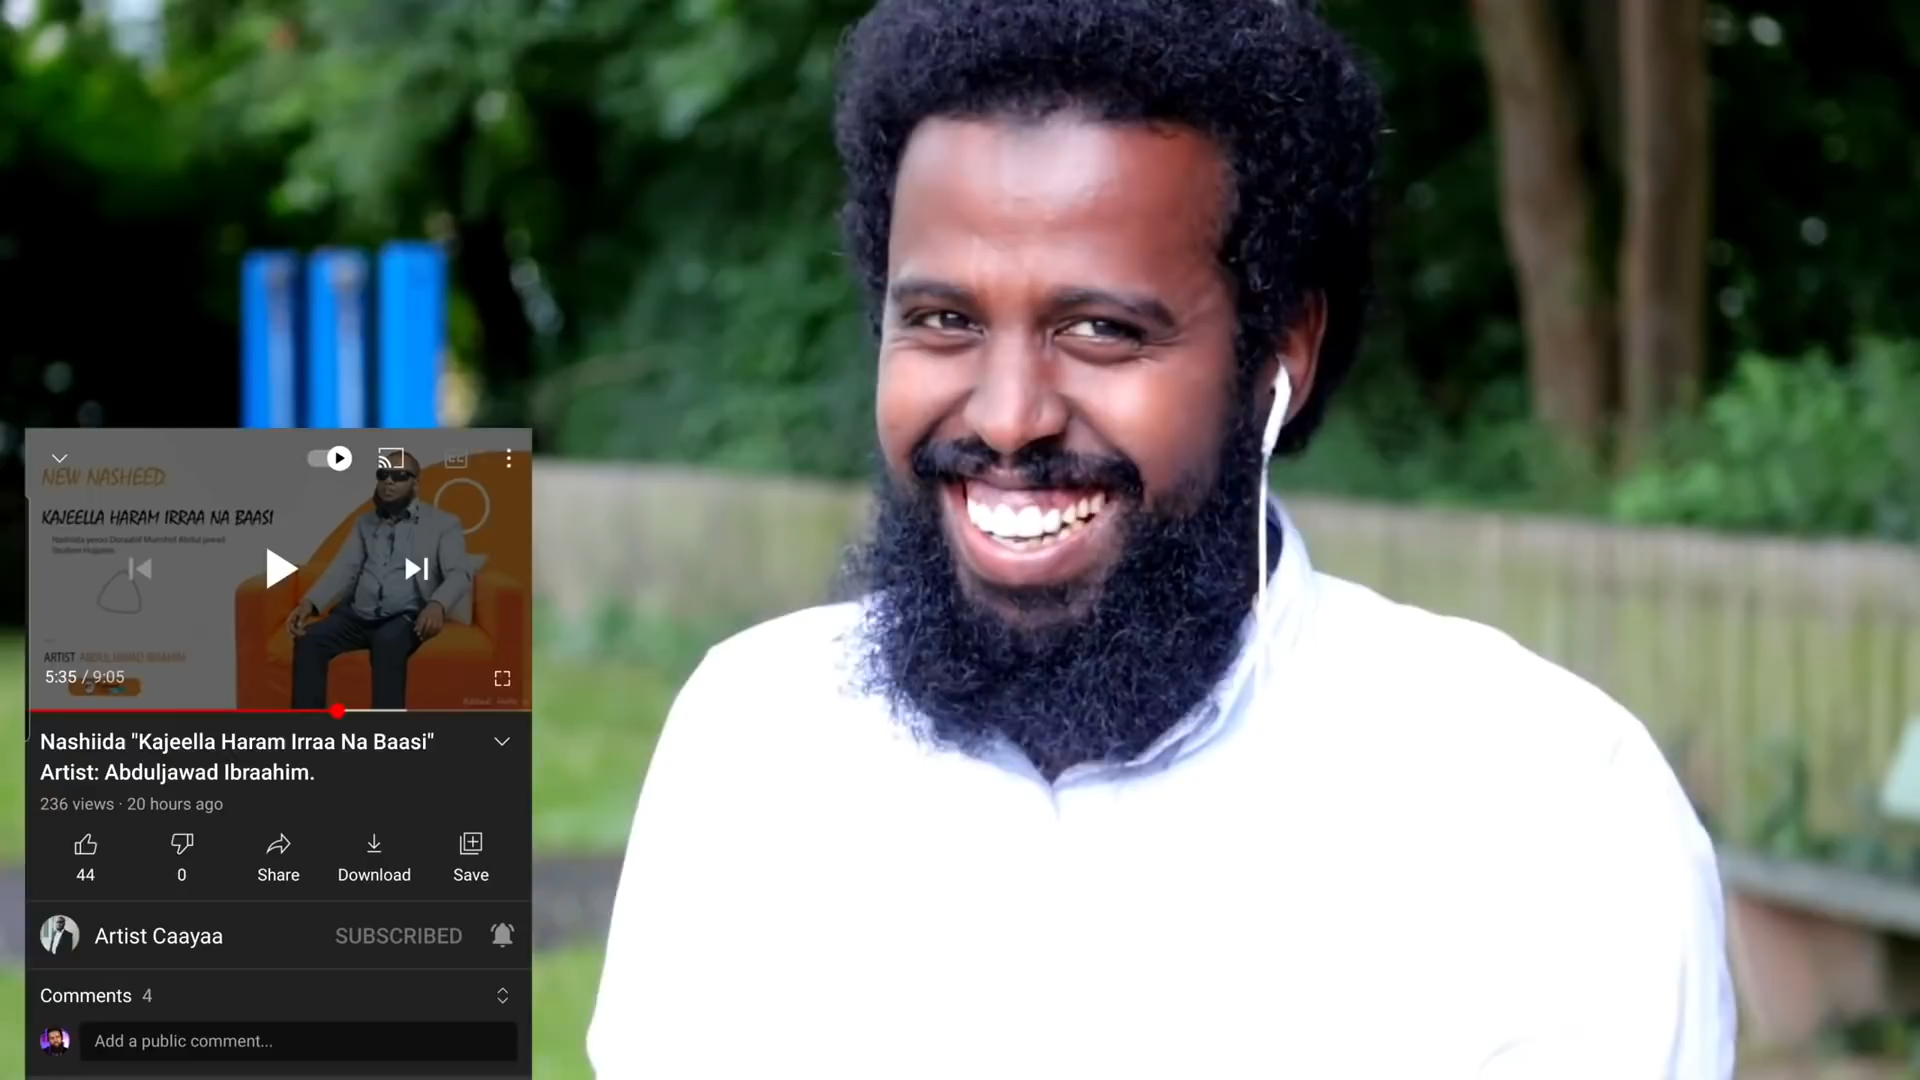 NEW NASHEED
KAJEELLA HARAM IRRAA NA BAASI
ARTIST ABDULJAWAD IBRAHIM
5:35 / 9:05
Nashiida "Kajeella Haram Irraa Na Baasi"
Artist: Abduljawad Ibraahim.
236 views · 20 hours ago
44
0
Share
Download
Save
Artist Caayaa
SUBSCRIBED
Comments 4
Add a public comment...